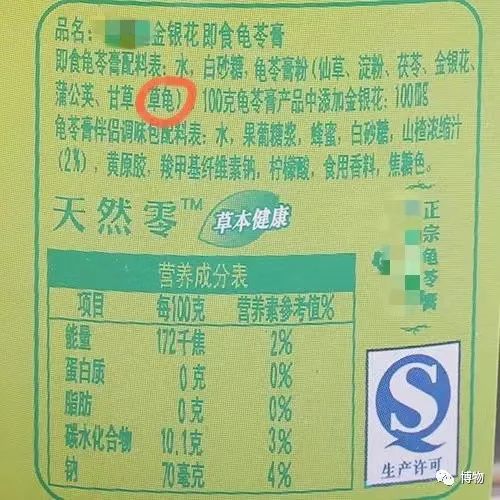 品名: 金银花 即食龟苓膏
即食龟苓膏配料表: 水, 白砂糖, 龟苓膏粉 (仙草、淀粉、茯苓、金银花、
蒲公英、甘草、草龟) 100克龟苓膏产品中添加金银花: 100mg
龟苓膏伴侣调味包配料表: 水, 果葡糖浆, 蜂蜜, 白砂糖, 山楂浓缩汁
(2%), 黄原胶, 羧甲基纤维素钠, 柠檬酸, 食用香料, 焦糖色。
天然零™ 草本健康
正宗龟苓膏
营养成分表
项目 每100克 营养素参考值%
能量 172千焦 2%
蛋白质 0克 0%
脂肪 0克 0%
碳水化合物 10.1克 3%
钠 70毫克 4%
生产许可
博物